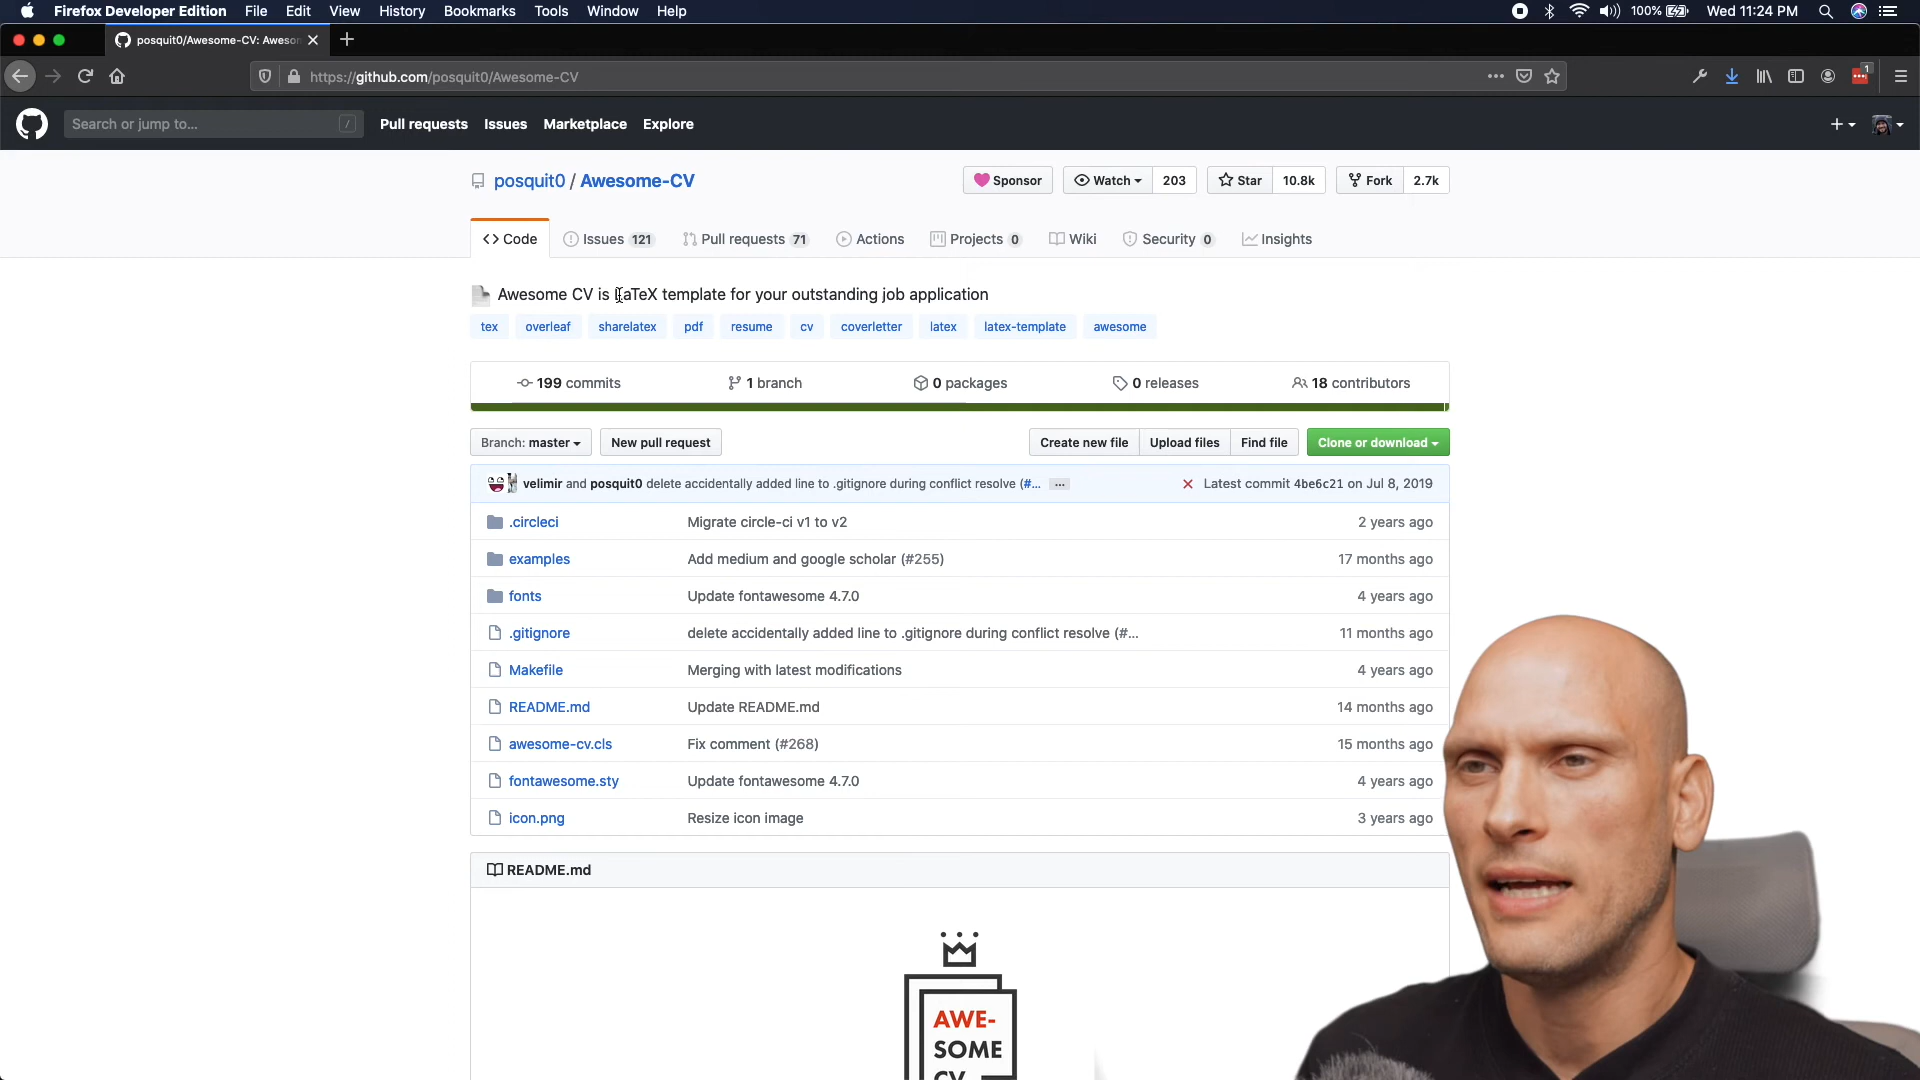 Firefox Developer Edition File Edit View History Bookmarks Tools Window Help 100% Wed 11:24 PM
posquit0/Awesome-CV: Aweso
https://github.com/posquit0/Awesome-CV 1
Search or jump to... / Pull requests Issues Marketplace Explore
posquit0 / Awesome-CV Sponsor Watch 203 Star 10.8k Fork 2.7k
Code Issues 121 Pull requests 71 Actions Projects 0 Wiki Security 0 Insights
Awesome CV is LaTeX template for your outstanding job application
tex overleaf sharelatex pdf resume cv coverletter latex latex-template awesome
199 commits 1 branch 0 packages 0 releases 18 contributors
Branch: master New pull request Create new file Upload files Find file Clone or download
velimir and posquit0 delete accidentally added line to .gitignore during conflict resolve (#... ... Latest commit 4be6c21 on Jul 8, 2019
.circleci Migrate circle-ci v1 to v2 2 years ago
examples Add medium and google scholar (#255) 17 months ago
fonts Update fontawesome 4.7.0 4 years ago
.gitignore delete accidentally added line to .gitignore during conflict resolve (#... 11 months ago
Makefile Merging with latest modifications 4 years ago
README.md Update README.md 14 months ago
awesome-cv.cls Fix comment (#268) 15 months ago
fontawesome.sty Update fontawesome 4.7.0 4 years ago
icon.png Resize icon image 3 years ago
README.md
AWE-
SOME
CV